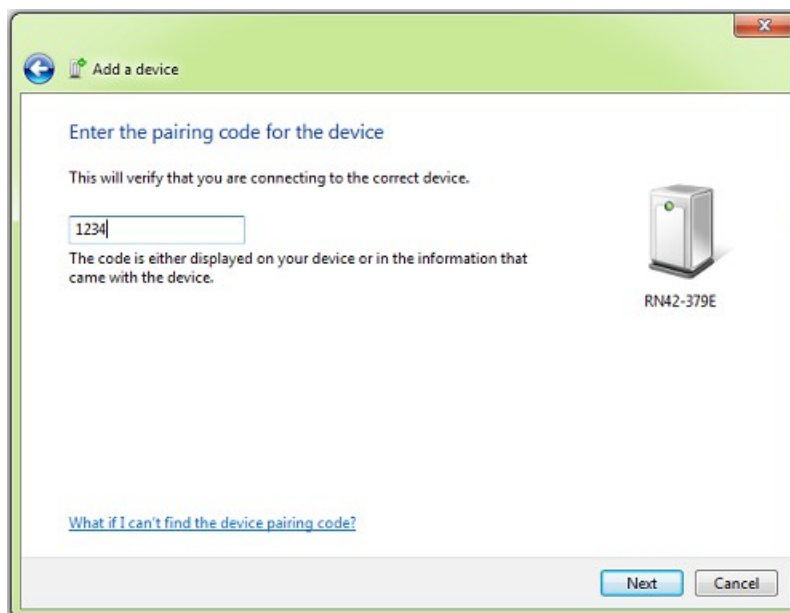 Add a device
Enter the pairing code for the device
This will verify that you are connecting to the correct device.
1234
The code is either displayed on your device or in the information that
came with the device.
RN42-379E
What if I can't find the device pairing code?
Next
Cancel